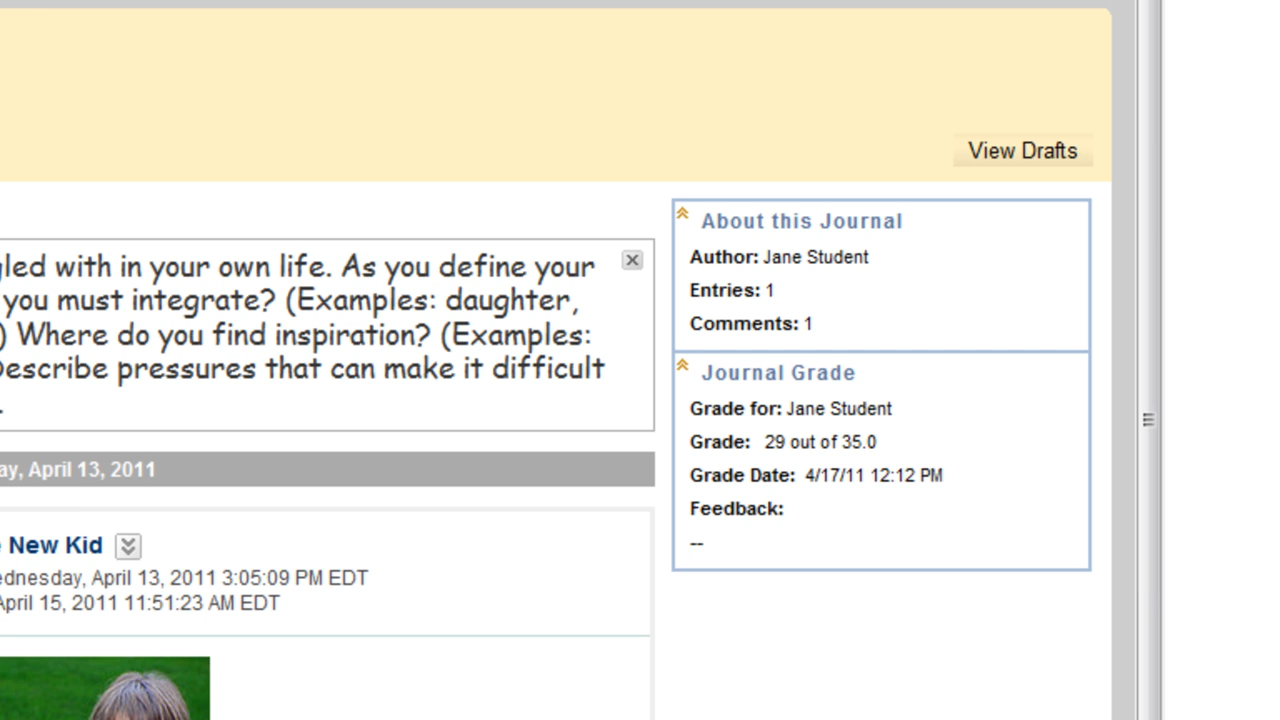 View Drafts
led with in your own life. As you define your
you must integrate? (Examples: daughter,
) Where do you find inspiration? (Examples:
Describe pressures that can make it difficult
.
ay, April 13, 2011
New Kid
ednesday, April 13, 2011 3:05:09 PM EDT
April 15, 2011 11:51:23 AM EDT
About this Journal
Author: Jane Student
Entries: 1
Comments: 1
Journal Grade
Grade for: Jane Student
Grade: 29 out of 35.0
Grade Date: 4/17/11 12:12 PM
Feedback:
--